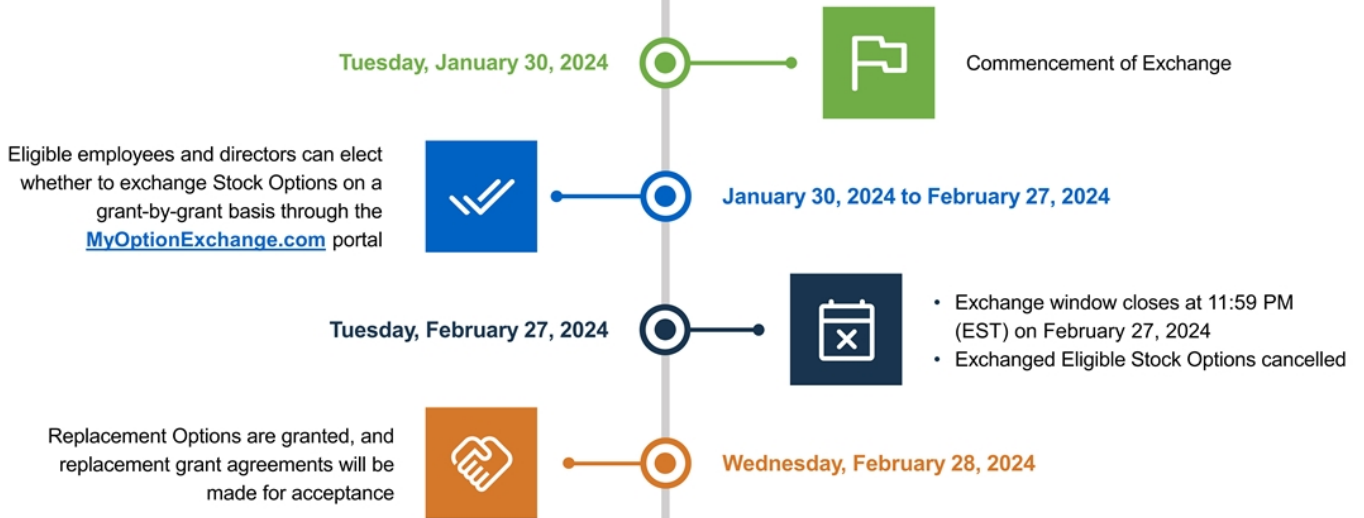 Tuesday, January 30, 2024
Commencement of Exchange
Eligible employees and directors can elect
whether to exchange Stock Options on a
grant-by-grant basis through the
MyOptionExchange.com portal
January 30, 2024 to February 27, 2024
Tuesday, February 27, 2024
• Exchange window closes at 11:59 PM
(EST) on February 27, 2024
• Exchanged Eligible Stock Options cancelled
Replacement Options are granted, and
replacement grant agreements will be
made for acceptance
Wednesday, February 28, 2024